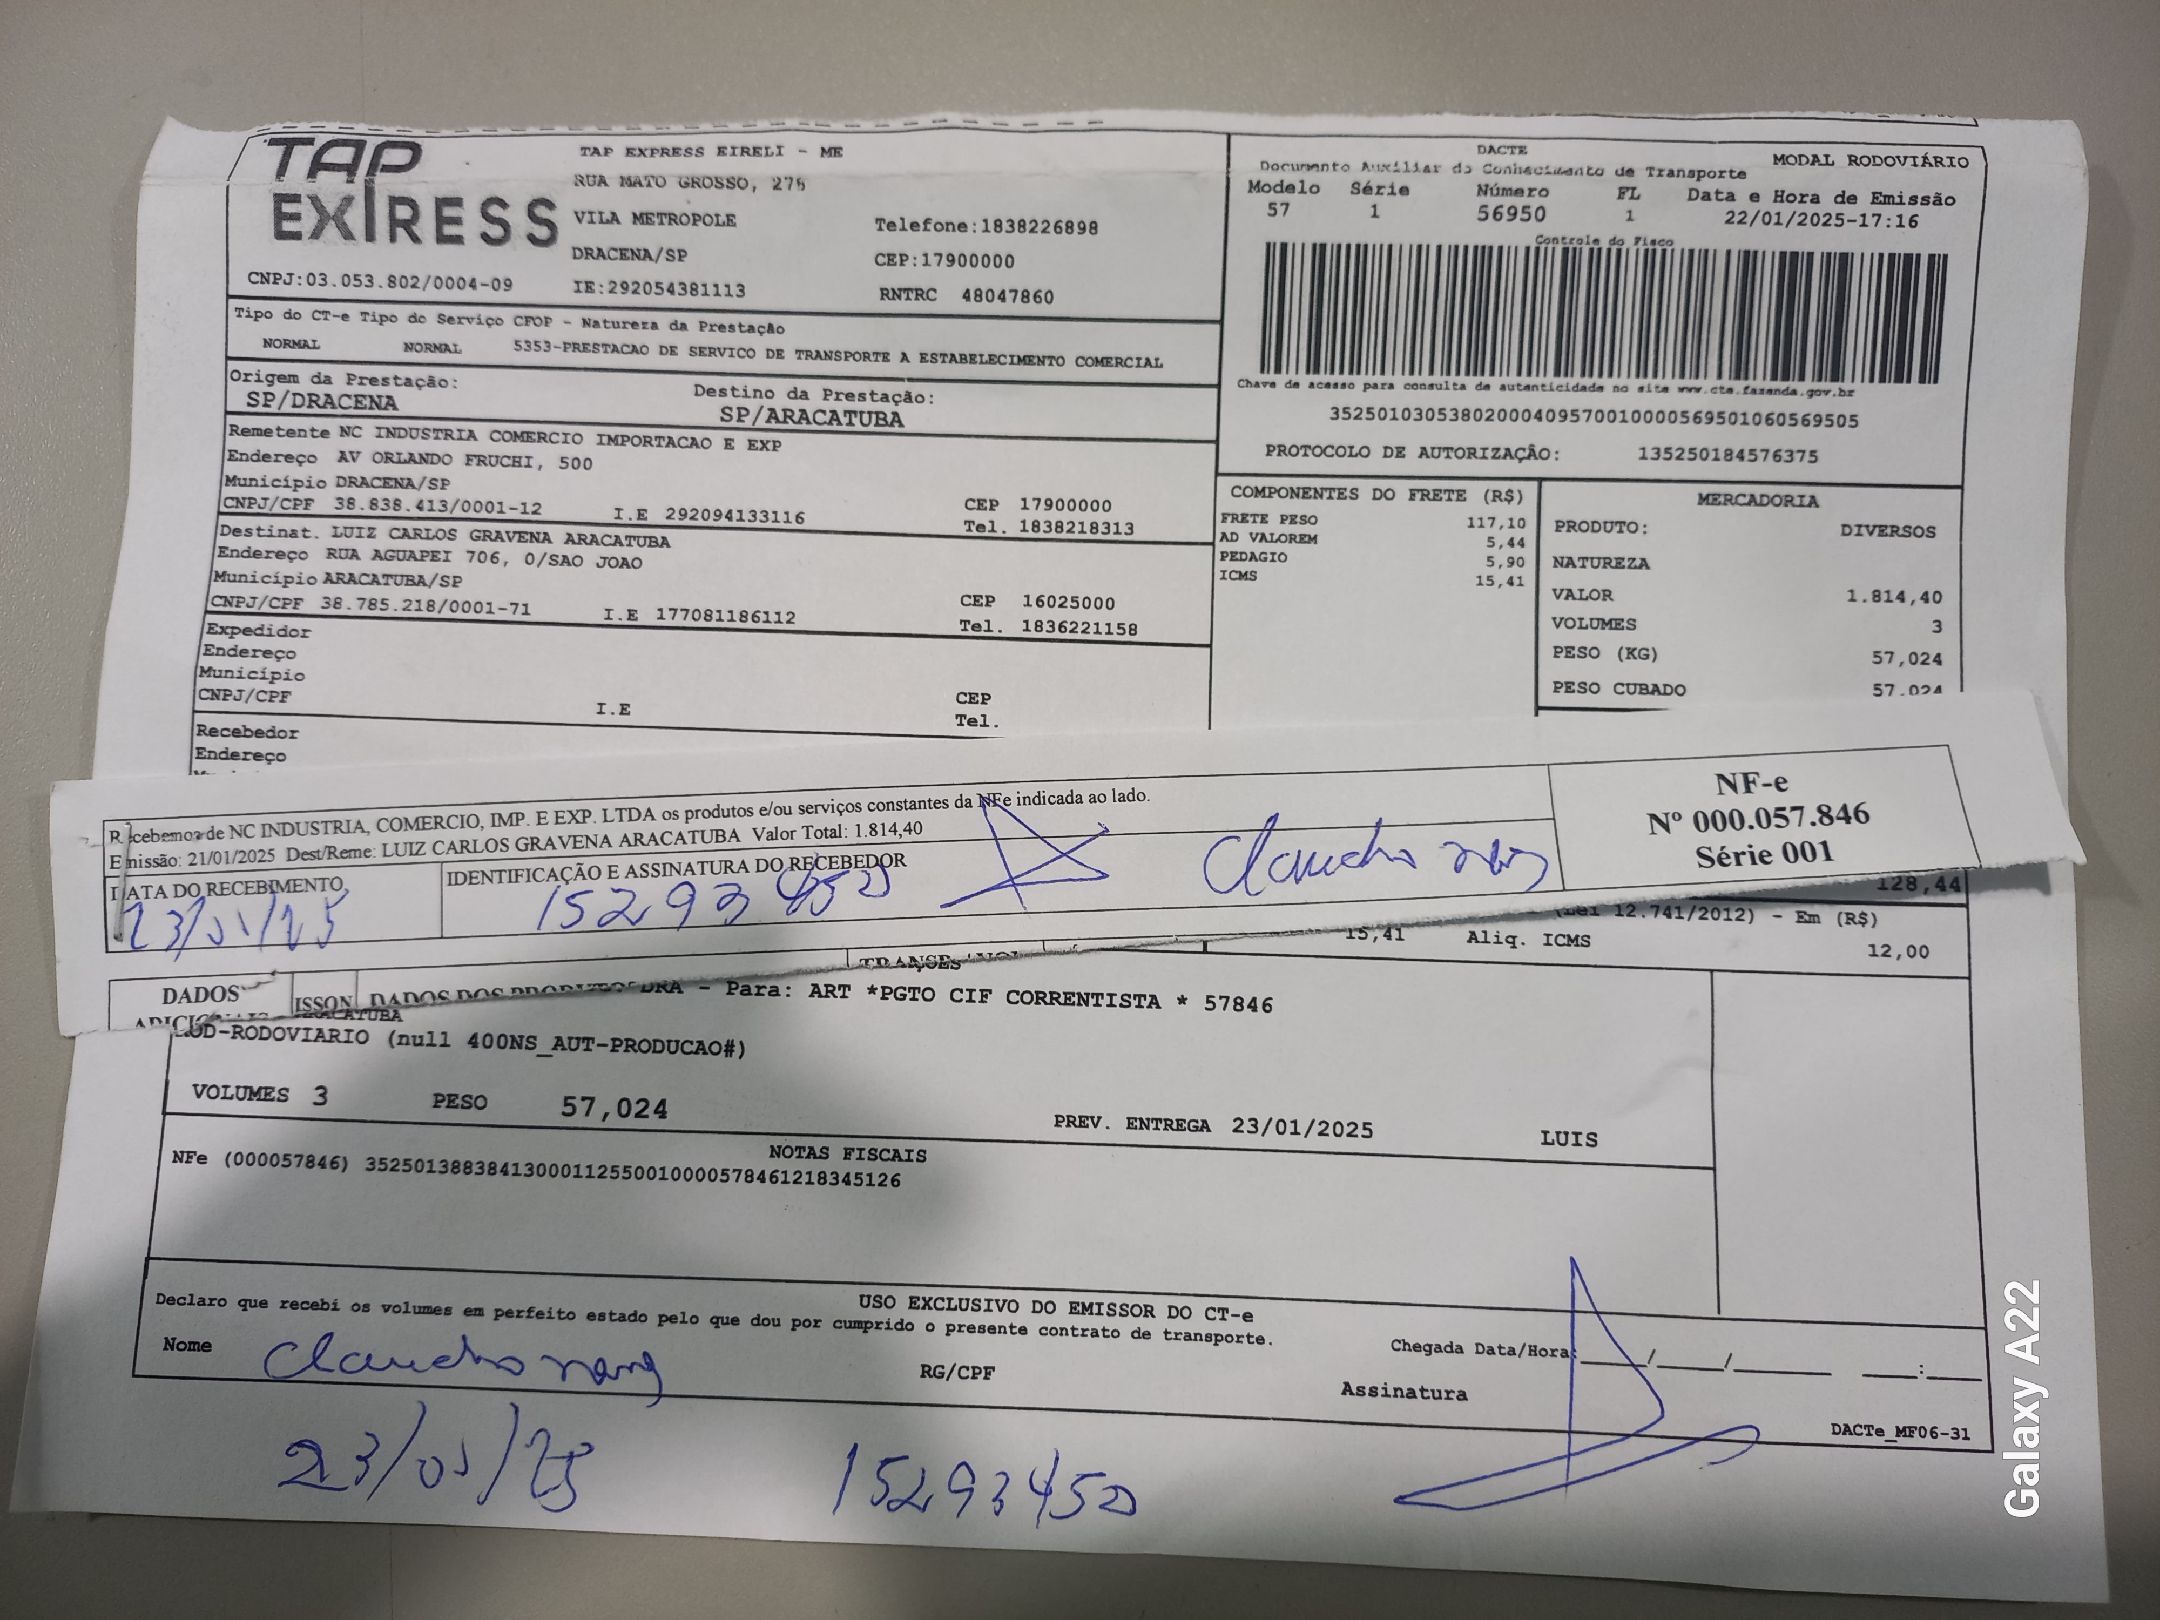 TAP EXPRESS
TAP EXPRESS EIRELI - ME
RUA MATO GROSSO, 275
VILA METROPOLE
Telefone:1838226898
DRACENA/SP
CEP:17900000
CNPJ:03.053.802/0004-09
IE:292054381113
RNTRC 48047860
DACTE
MODAL RODOVIÁRIO
Documento Auxiliar do Conhecimento de Transporte
Modelo Série Número FL Data e Hora de Emissão
57 1 56950 1 22/01/2025-17:16
Controle do Fisco
Chave de acesso para consulta de autenticidade no site www.cte.fazenda.gov.br
35250103053802000409570010000569501060569505
PROTOCOLO DE AUTORIZAÇÃO: 135250184576375
Tipo do CT-e Tipo do Serviço CFOP - Natureza da Prestação
NORMAL NORMAL 5353-PRESTACAO DE SERVICO DE TRANSPORTE A ESTABELECIMENTO COMERCIAL
Origem da Prestação: Destino da Prestação:
SP/DRACENA SP/ARACATUBA
Remetente NC INDUSTRIA COMERCIO IMPORTACAO E EXP
Endereço AV ORLANDO FRUCHI, 500
Município DRACENA/SP CEP 17900000
CNPJ/CPF 38.838.413/0001-12 I.E 292094133116 Tel. 1838218313
Destinat. LUIZ CARLOS GRAVENA ARACATUBA
Endereço RUA AGUAPEI 706, 0/SAO JOAO
Município ARACATUBA/SP CEP 16025000
CNPJ/CPF 38.785.218/0001-71 I.E 177081186112 Tel. 1836221158
Expedidor
Endereço
Município CEP
CNPJ/CPF I.E Tel.
Recebedor
Endereço
COMPONENTES DO FRETE (R$)
FRETE PESO 117,10
AD VALOREM 5,44
PEDAGIO 5,90
ICMS 15,41
MERCADORIA
PRODUTO: DIVERSOS
NATUREZA
VALOR 1.814,40
VOLUMES 3
PESO (KG) 57,024
PESO CUBADO 57.024
Recebemos de NC INDUSTRIA, COMERCIO, IMP. E EXP. LTDA os produtos e/ou serviços constantes da NFe indicada ao lado.
Emissão: 21/01/2025 Dest/Reme: LUIZ CARLOS GRAVENA ARACATUBA Valor Total: 1.814,40
DATA DO RECEBIMENTO IDENTIFICAÇÃO E ASSINATURA DO RECEBEDOR
23/01/25 15293450 Claudio
NF-e
Nº 000.057.846
Série 001
128,44
(Lei 12.741/2012) - Em (R$)
15,41 Aliq. ICMS 12,00
DADOS ISSQN DADOS DOS
- Para: ART *PGTO CIF CORRENTISTA * 57846
-RODOVIARIO (null 400NS_AUT-PRODUCAO#)
VOLUMES 3 PESO 57,024
PREV. ENTREGA 23/01/2025 LUIS
NOTAS FISCAIS
NFe (000057846) 35250138838413000112550010000578461218345126
USO EXCLUSIVO DO EMISSOR DO CT-e
Declaro que recebi os volumes em perfeito estado pelo que dou por cumprido o presente contrato de transporte.
Nome Claudio RG/CPF
Chegada Data/Hora: ____/____/______ ____:____
Assinatura
DACTe_MF06-31
23/01/25 15293450
Galaxy A22